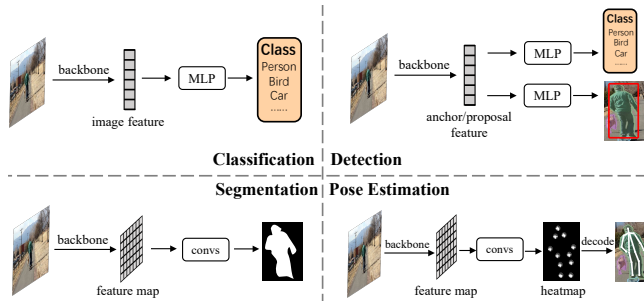 backbone
MLP
image feature
Class
Person
Bird
Car
......
Classification
backbone
MLP
MLP
anchor/proposal
feature
Class
Person
Bird
Car
......
Detection
Segmentation
backbone
feature map
convs
Pose Estimation
backbone
feature map
convs
heatmap
decode